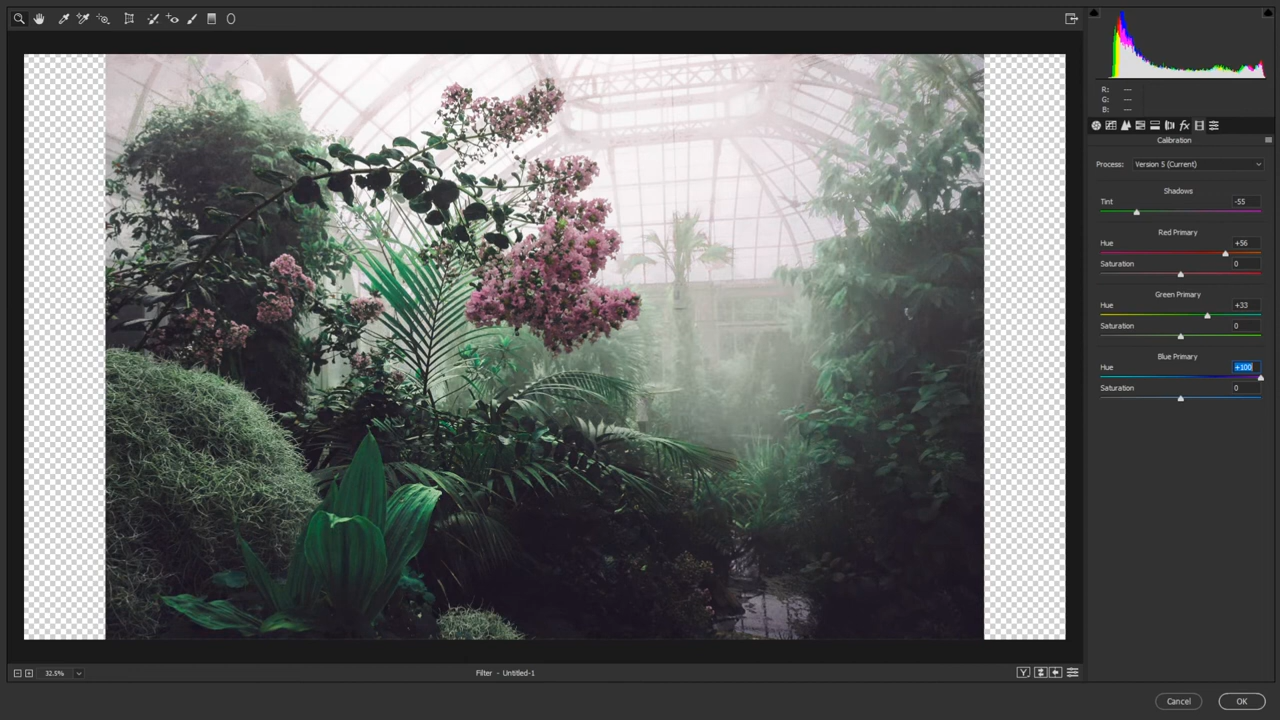 R: ---
G: ---
B: ---
fx
Calibration
Process: Version 5 (Current)
Shadows
Tint -55
Red Primary
Hue +56
Saturation 0
Green Primary
Hue +33
Saturation 0
Blue Primary
Hue +100
Saturation 0
32.5% Filter - Untitled-1 Y
Cancel OK